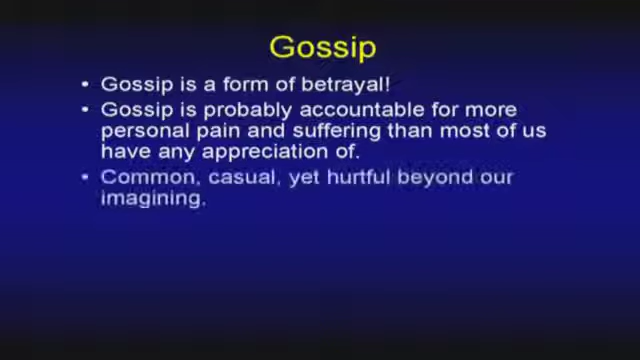 Gossip
• Gossip is a form of betrayal!
• Gossip is probably accountable for more
personal pain and suffering than most of us
have any appreciation of.
• Common, casual, yet hurtful beyond our
imagining.